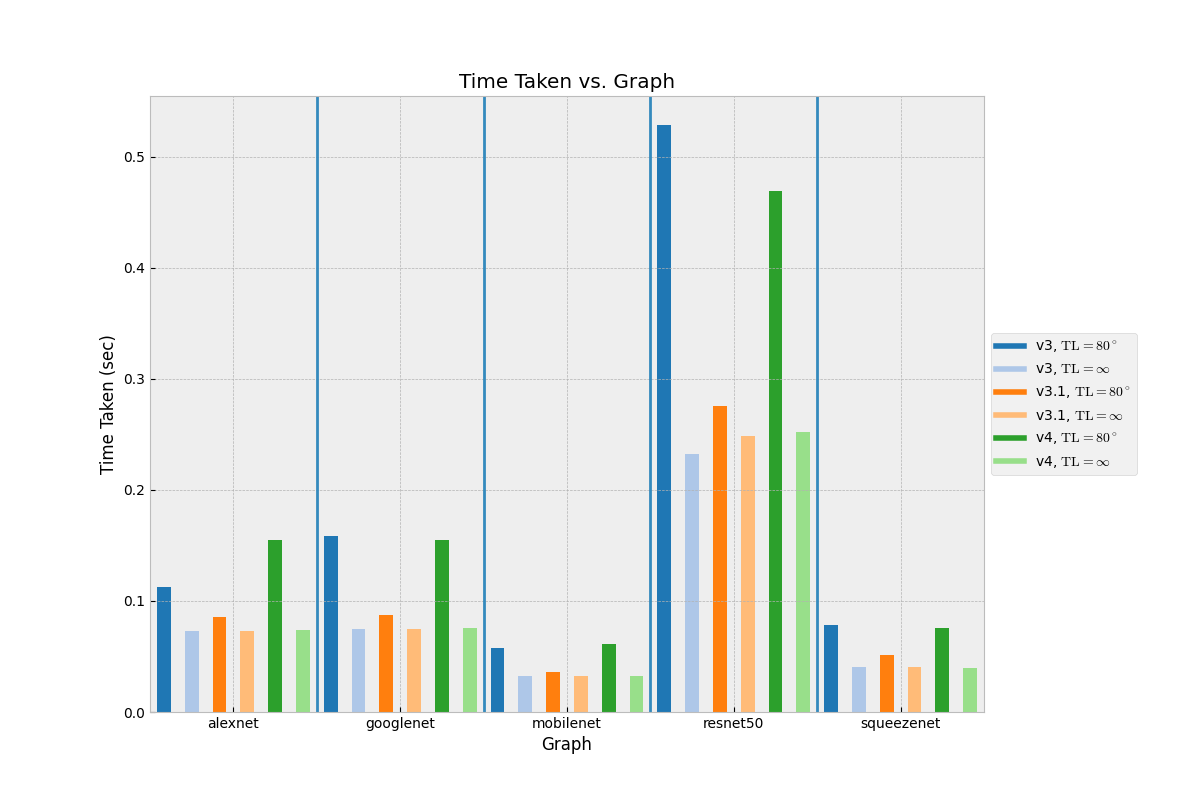 Time Taken vs. Graph
Time Taken (sec)
0.5
0.4
0.3
0.2
0.1
0.0
alexnet
googlenet
mobilenet
resnet50
squeezenet
Graph
v3, TL = 80°
v3, TL = ∞
v3.1, TL = 80°
v3.1, TL = ∞
v4, TL = 80°
v4, TL = ∞